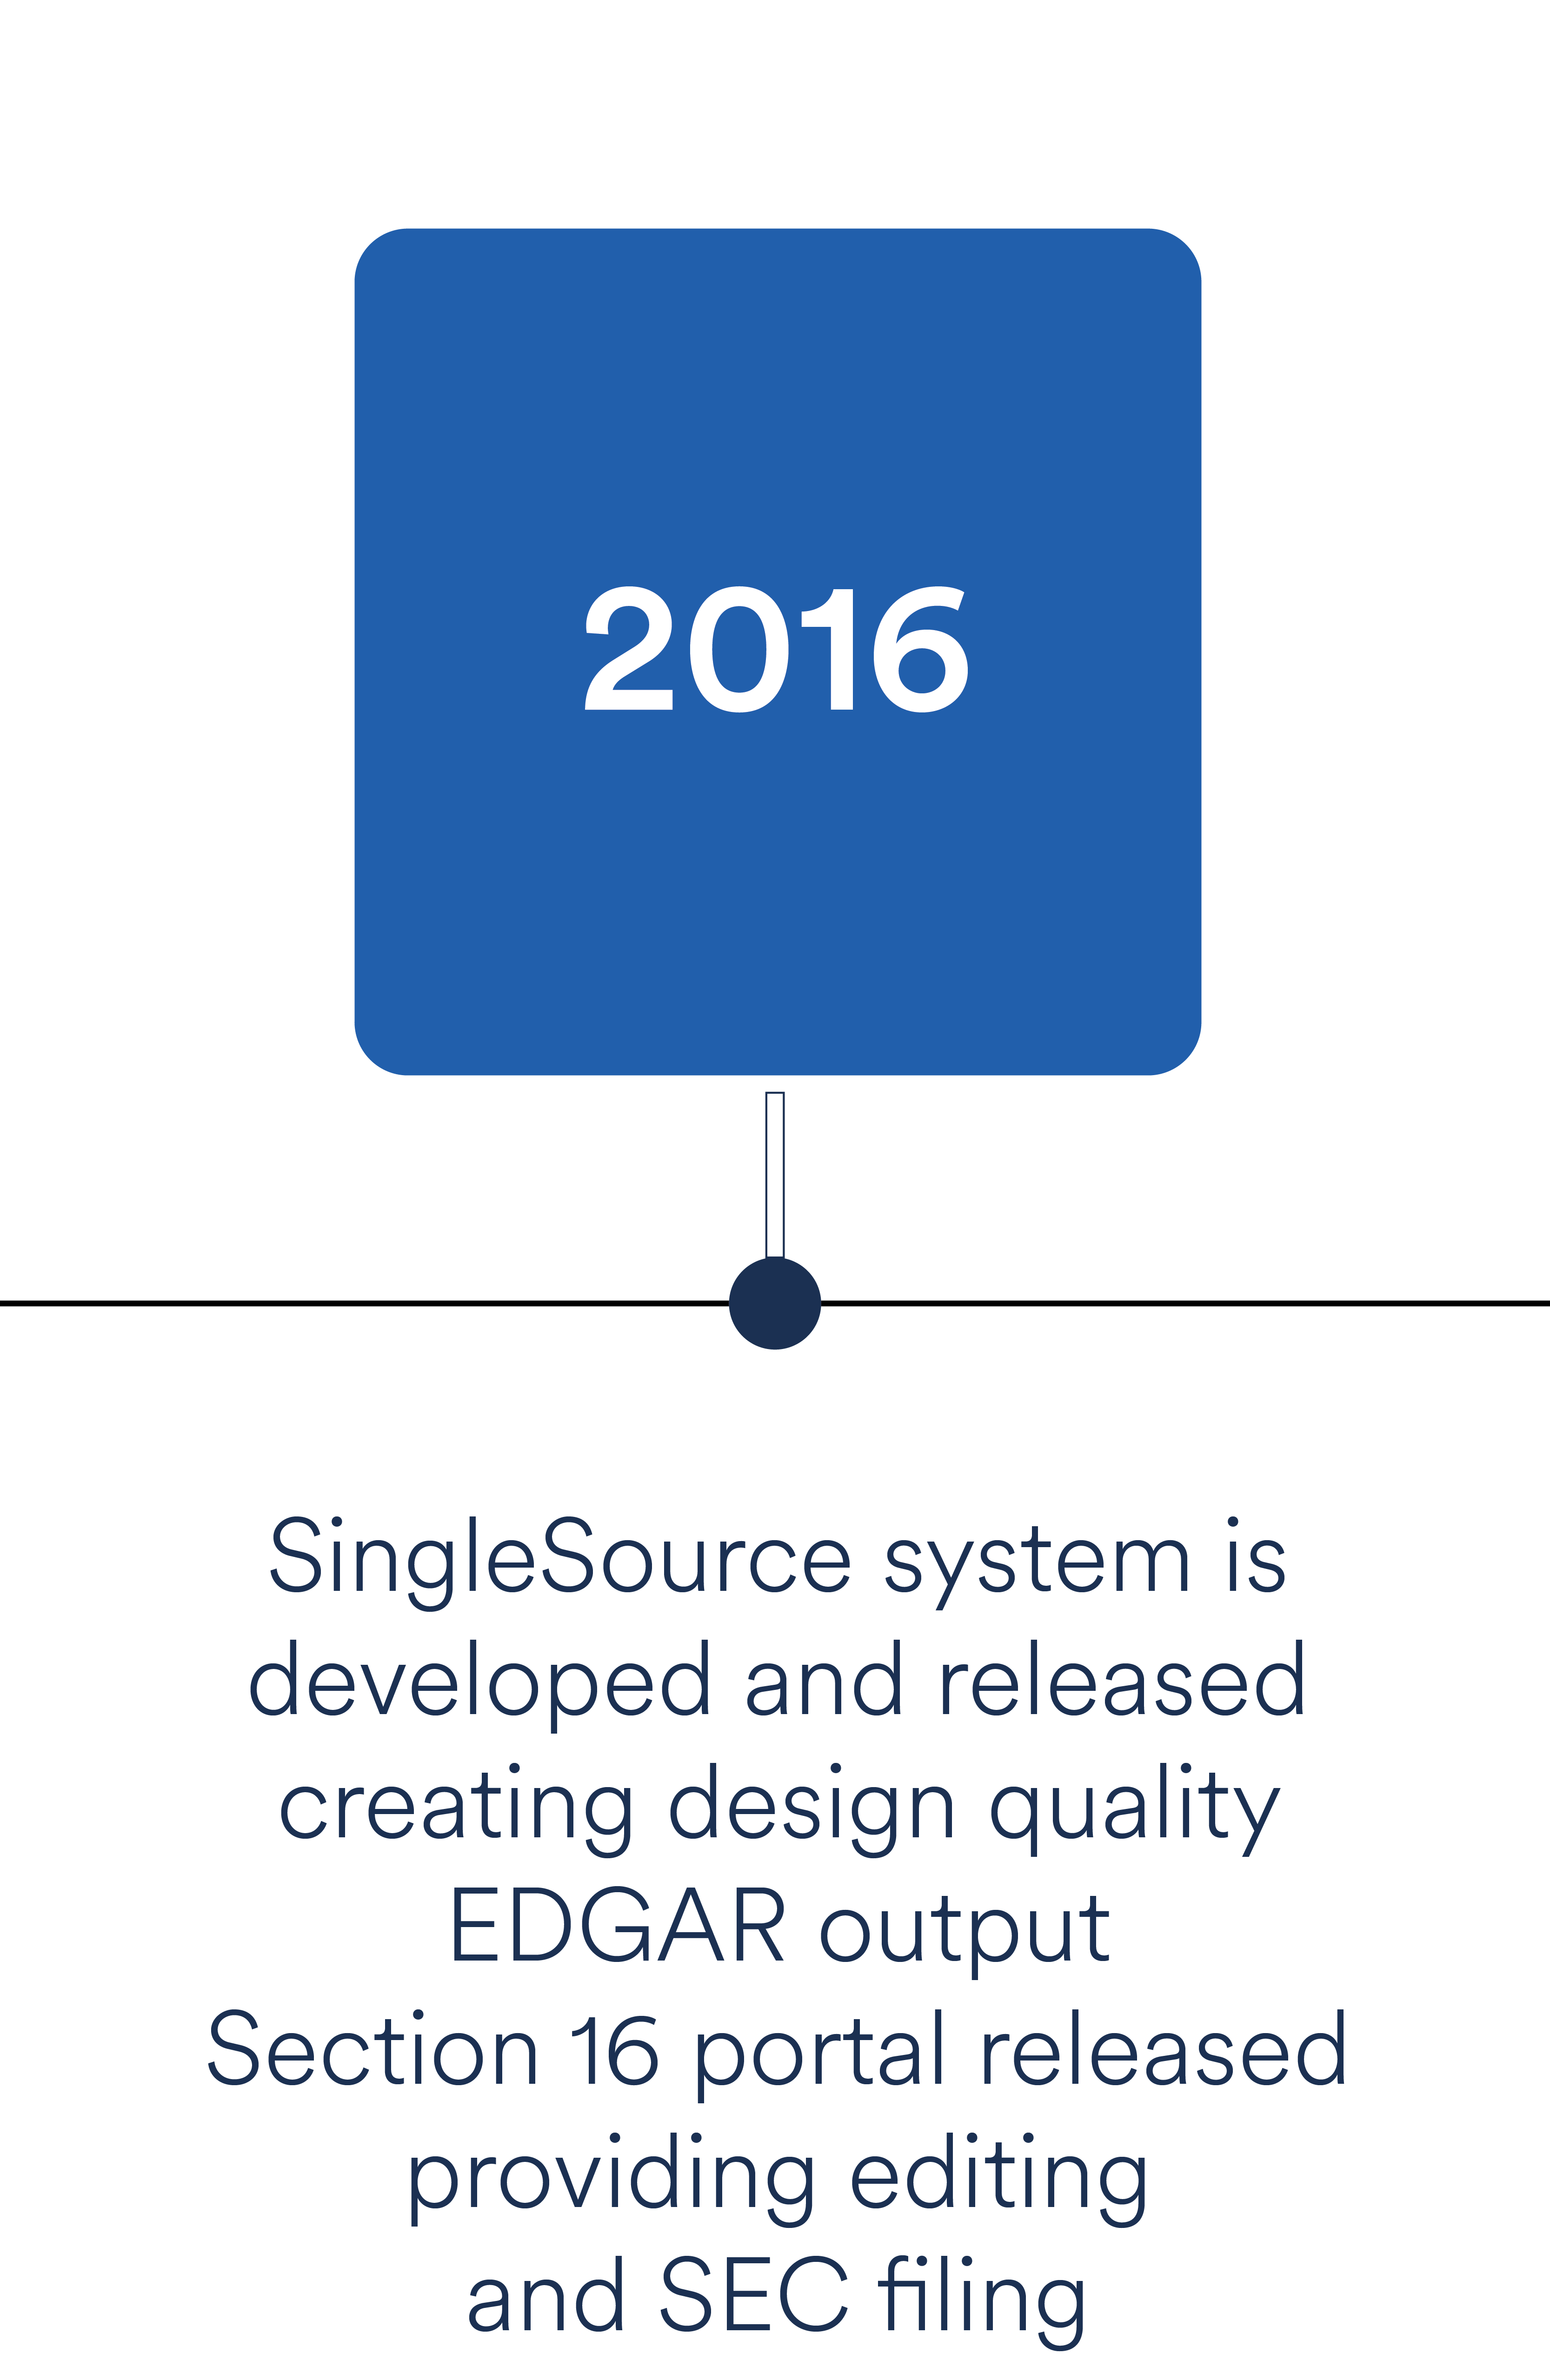 2016
SingleSource system is
developed and released
creating design quality
EDGAR output
Section 16 portal released
providing editing
and SEC filing